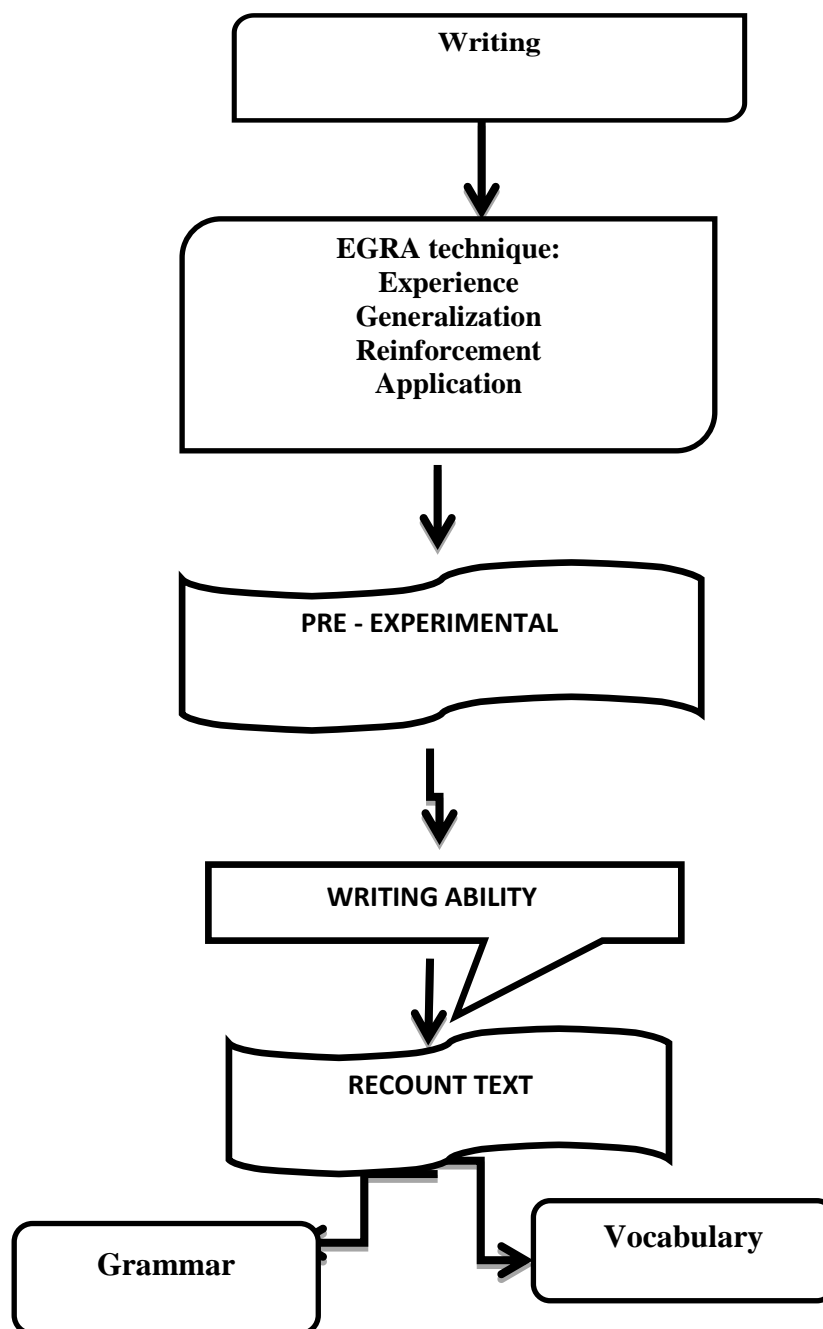 Writing
EGRA technique:
Experience
Generalization
Reinforcement
Application
PRE - EXPERIMENTAL
WRITING ABILITY
RECOUNT TEXT
Grammar
Vocabulary